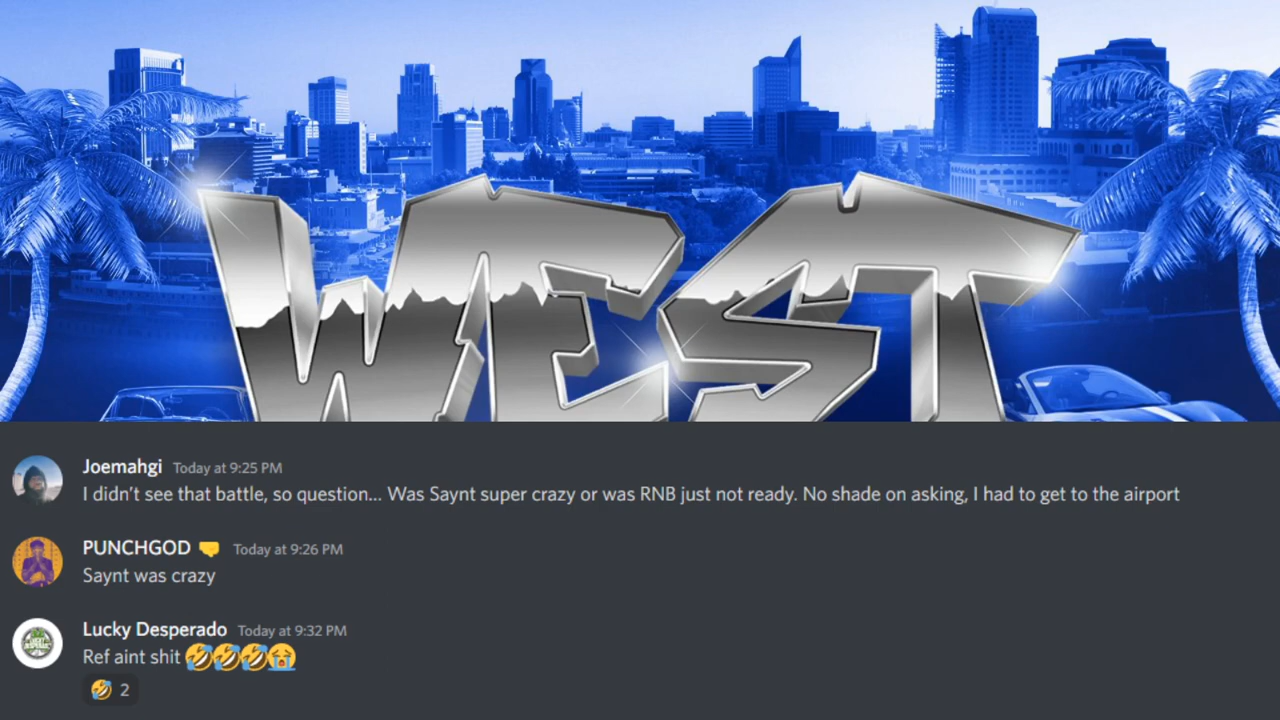 WEST
Joemahgi Today at 9:25 PM
I didn’t see that battle, so question... Was Saynt super crazy or was RNB just not ready. No shade on asking, I had to get to the airport
PUNCHGOD 🤜 Today at 9:26 PM
Saynt was crazy
Lucky Desperado Today at 9:32 PM
Ref aint shit 🤣🤣🤣😭
🤣 2